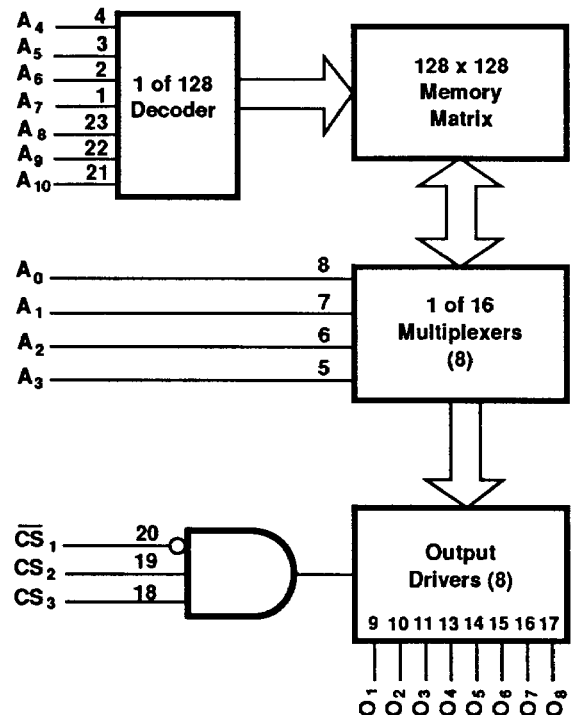 A4 4
A5 3
A6 2
A7 1
A8 23
A9 22
A10 21
1 of 128
Decoder
128 x 128
Memory
Matrix
A0 8
A1 7
A2 6
A3 5
1 of 16
Multiplexers
(8)
C̅S̅1 20
CS2 19
CS3 18
Output
Drivers (8)
9 10 11 13 14 15 16 17
O1 O2 O3 O4 O5 O6 O7 O8